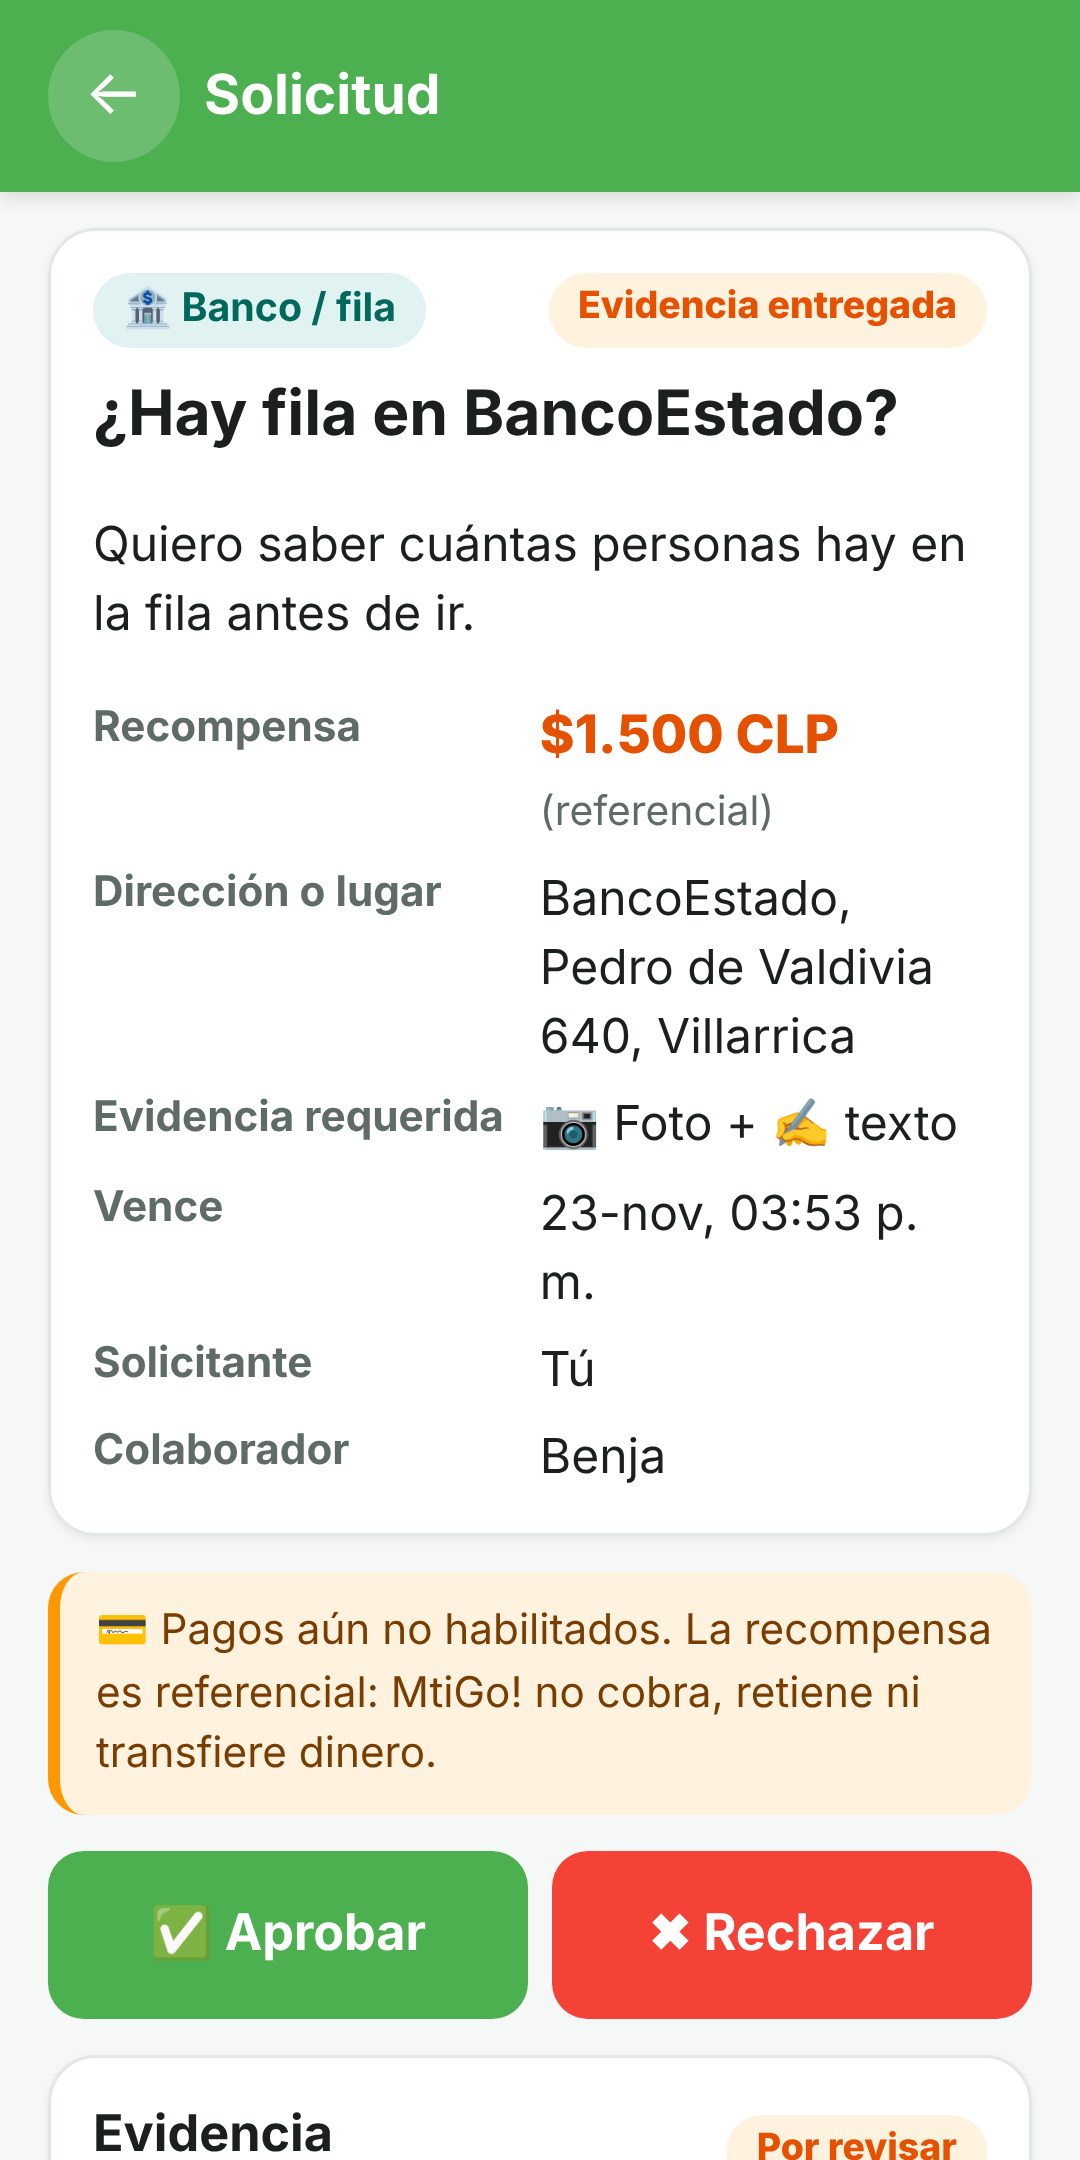 Solicitud
🏦 Banco / fila
Evidencia entregada
¿Hay fila en BancoEstado?
Quiero saber cuántas personas hay en
la fila antes de ir.
Recompensa
$1.500 CLP
(referencial)
Dirección o lugar
BancoEstado,
Pedro de Valdivia
640, Villarrica
Evidencia requerida
📷 Foto + ✍️ texto
Vence
23-nov, 03:53 p.
m.
Solicitante
Tú
Colaborador
Benja
💳 Pagos aún no habilitados. La recompensa
es referencial: MtiGo! no cobra, retiene ni
transfiere dinero.
✅ Aprobar
✖ Rechazar
Evidencia
Por revisar